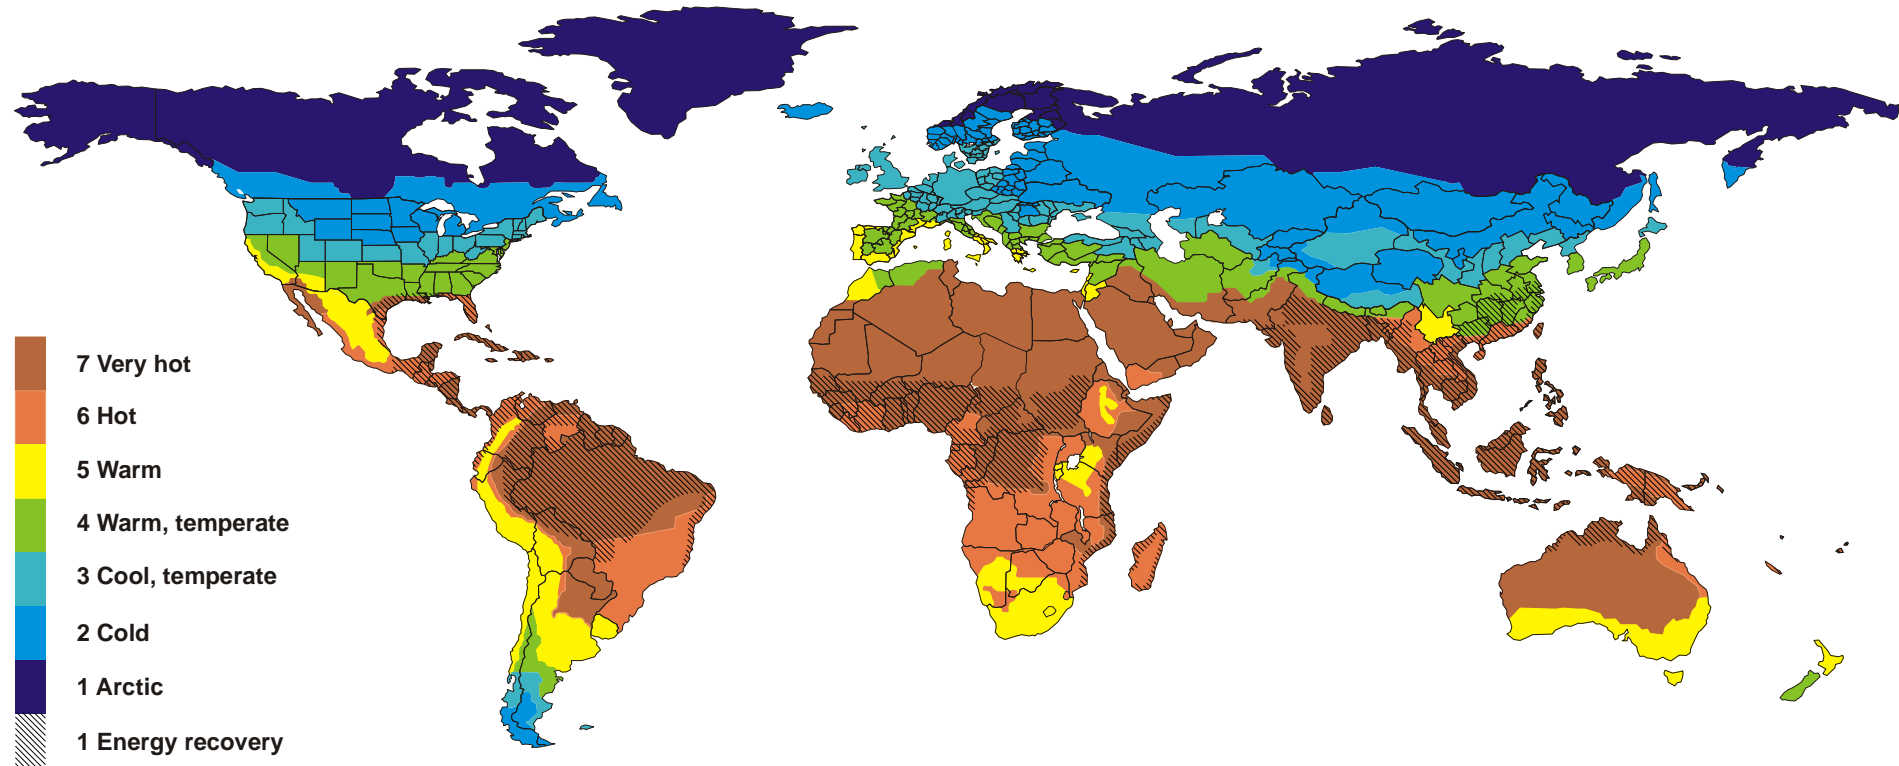 7 Very hot
6 Hot
5 Warm
4 Warm, temperate
3 Cool, temperate
2 Cold
1 Arctic
1 Energy recovery